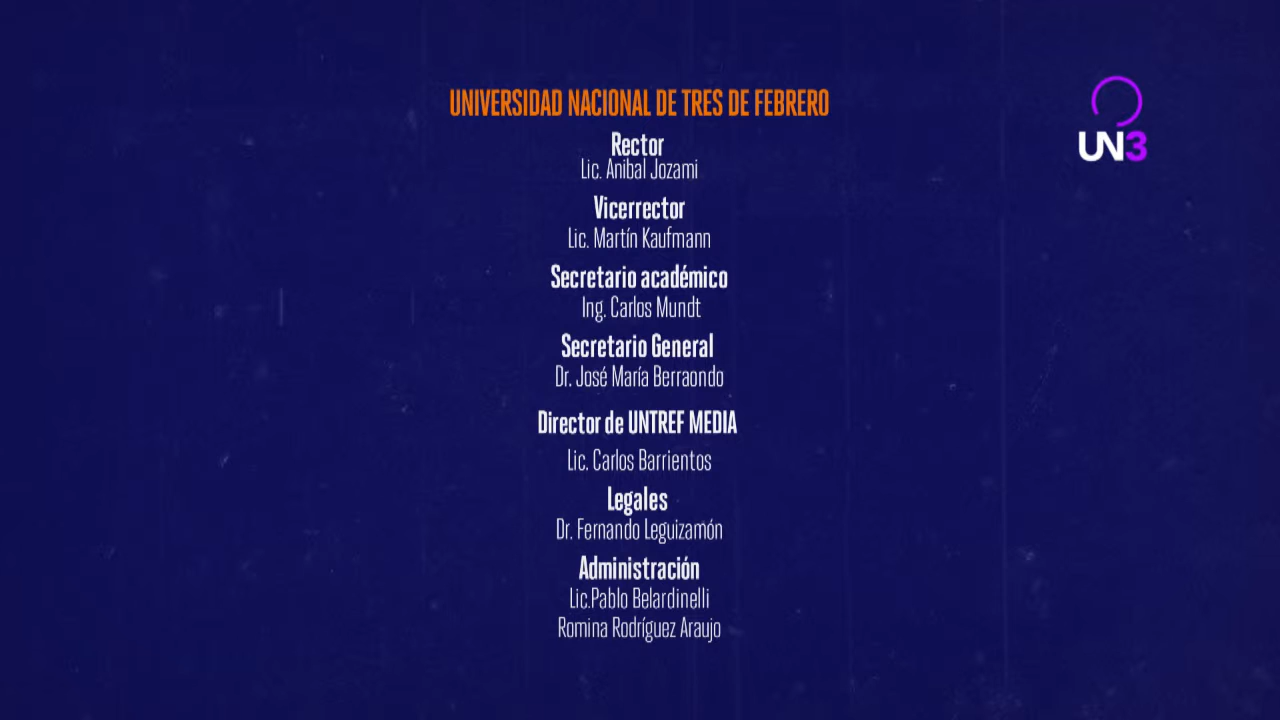 UNIVERSIDAD NACIONAL DE TRES DE FEBRERO
UN3
Rector
Lic. Anibal Jozami
Vicerrector
Lic. Martín Kaufmann
Secretario académico
Ing. Carlos Mundt
Secretario General
Dr. José María Berraondo
Director de UNTREF MEDIA
Lic. Carlos Barrientos
Legales
Dr. Fernando Leguizamón
Administración
Lic.Pablo Belardinelli
Romina Rodríguez Araujo